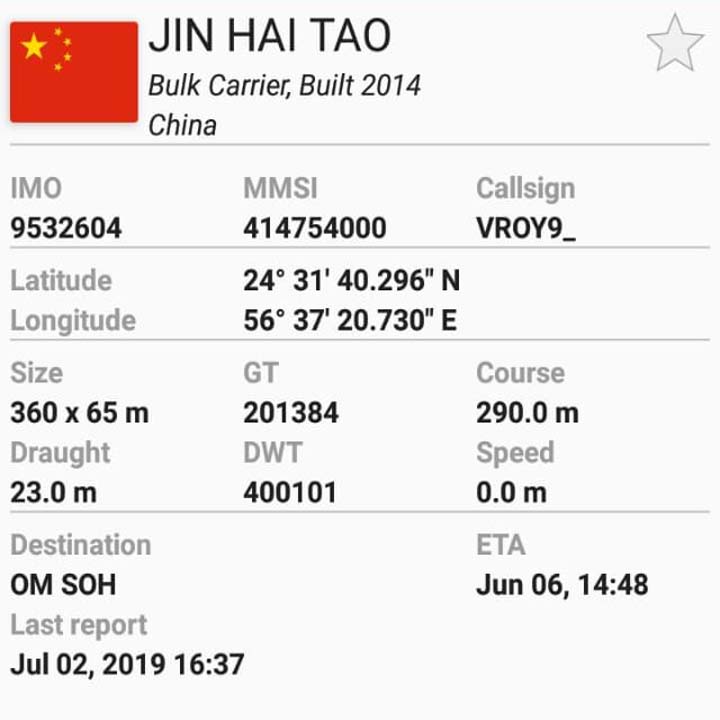 JIN HAI TAO
Bulk Carrier, Built 2014
China
IMO MMSI Callsign
9532604 414754000 VROY9_
Latitude 24° 31' 40.296" N
Longitude 56° 37' 20.730" E
Size GT Course
360 x 65 m 201384 290.0 m
Draught DWT Speed
23.0 m 400101 0.0 m
Destination ETA
OM SOH Jun 06, 14:48
Last report
Jul 02, 2019 16:37